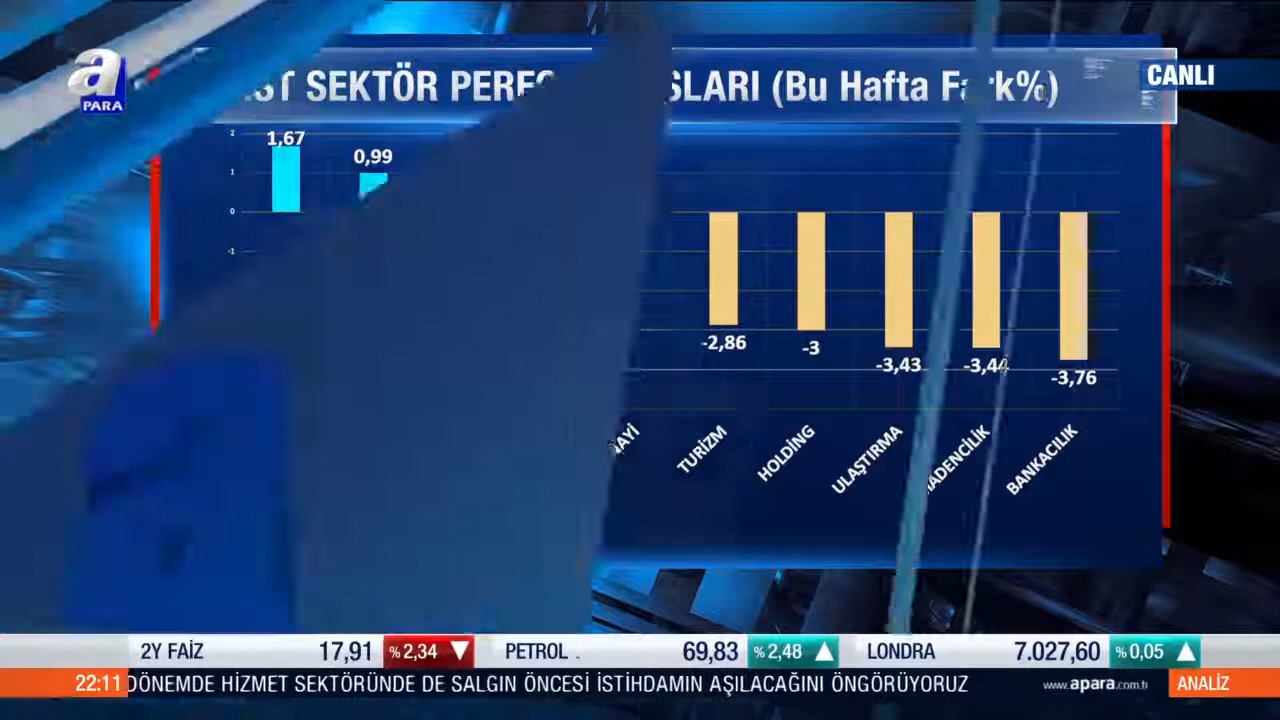 a
PARA
SEKTÖR (Bu Hafta Fark%)
CANLI
2
1,67
0,99
1
0
-1
-2,86
-3
-3,43
-3,44
-3,76
TURİZM
HOLDİNG
ULAŞTIRMA
ADENCİLİK
BANKACILIK
2Y FAİZ 17,91 %2,34 PETROL 69,83 %2,48 LONDRA 7.027,60 %0,05
22:11 DÖNEMDE HİZMET SEKTÖRÜNDE DE SALGIN ÖNCESİ İSTİHDAMIN AŞILACAĞINI ÖNGÖRÜYORUZ www.apara.com.tr ANALİZ